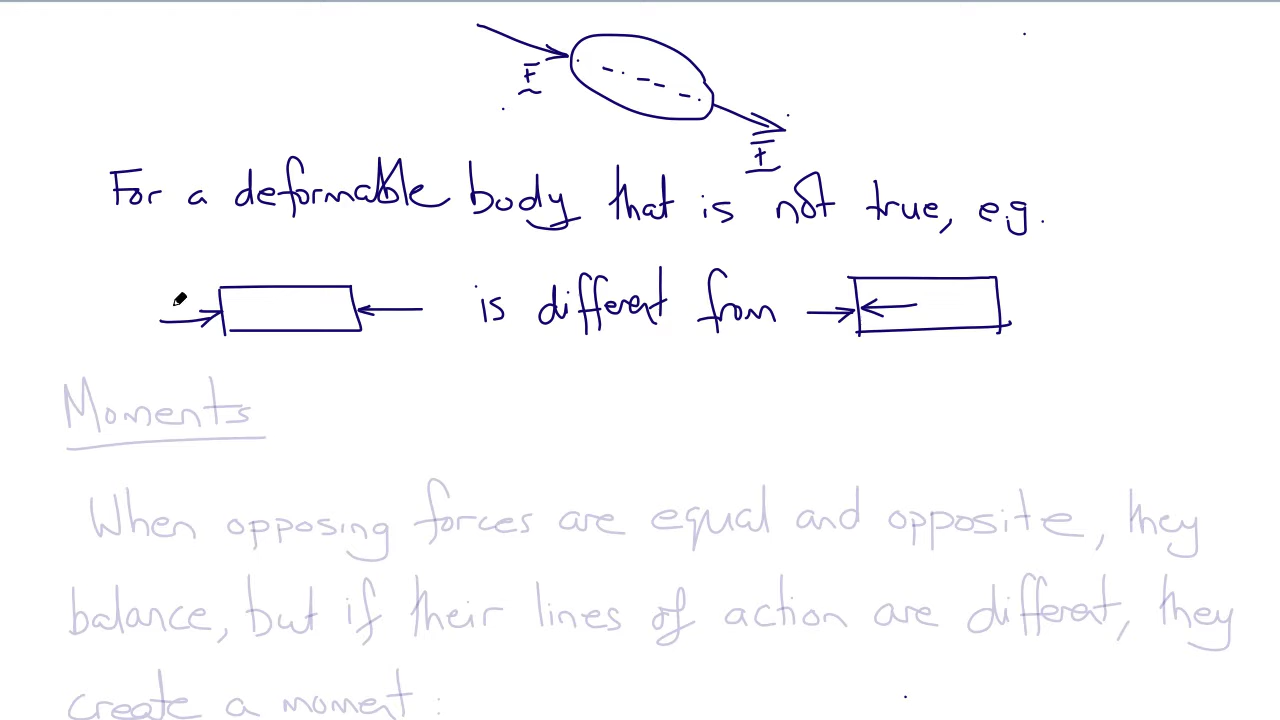 F
F
For a deformable body that is not true, e.g.
is different from
Moments
When opposing forces are equal and opposite, they
balance, but if their lines of action are differet, they
create a moment: